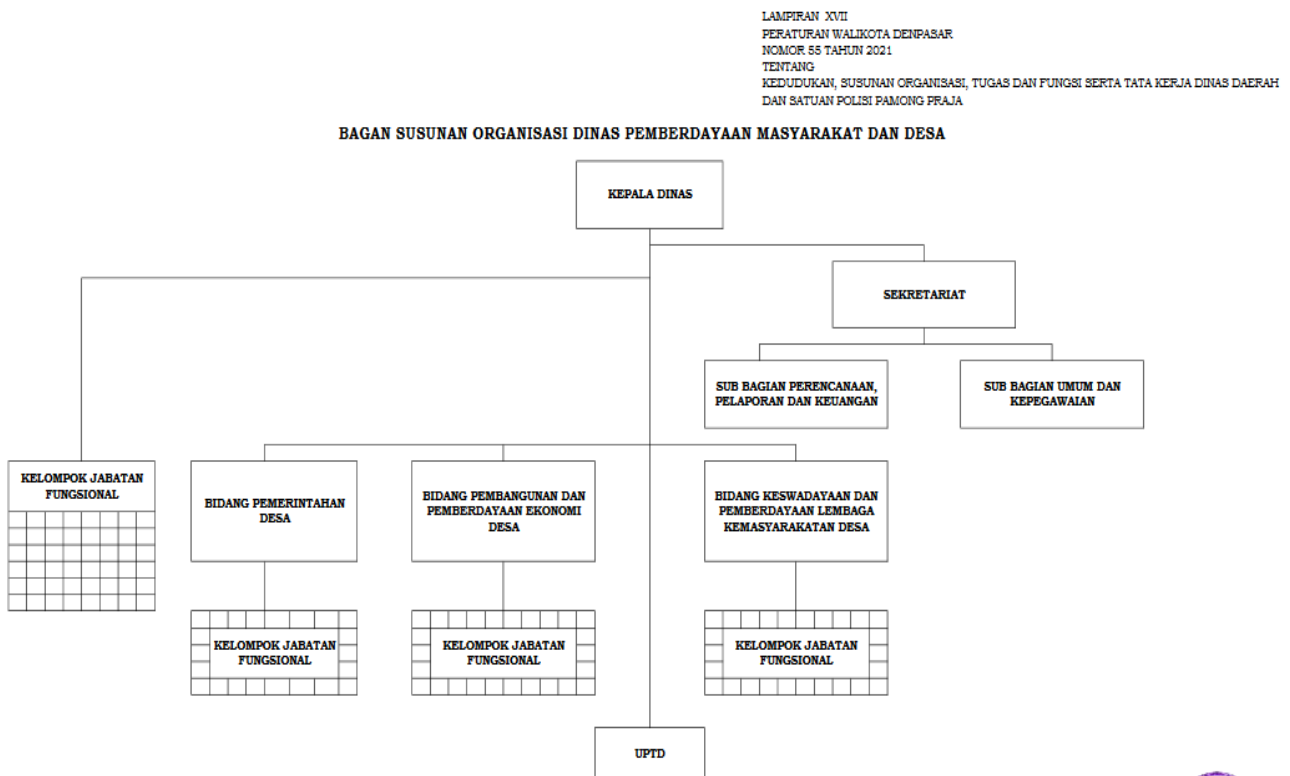 LAMPIRAN XVII
PERATURAN WALIKOTA DENPASAR
NOMOR 55 TAHUN 2021
TENTANG
KEDUDUKAN, SUSUNAN ORGANISASI, TUGAS DAN FUNGSI SERTA TATA KERJA DINAS DAERAH
DAN SATUAN POLISI PAMONG PRAJA
BAGAN SUSUNAN ORGANISASI DINAS PEMBERDAYAAN MASYARAKAT DAN DESA
KEPALA DINAS
SEKRETARIAT
SUB BAGIAN PERENCANAAN,
PELAPORAN DAN KEUANGAN
SUB BAGIAN UMUM DAN
KEPEGAWAIAN
KELOMPOK JABATAN
FUNGSIONAL
BIDANG PEMERINTAHAN
DESA
BIDANG PEMBANGUNAN DAN
PEMBERDAYAAN EKONOMI
DESA
BIDANG KESWADAYAAN DAN
PEMBERDAYAAN LEMBAGA
KEMASYARAKATAN DESA
KELOMPOK JABATAN
FUNGSIONAL
KELOMPOK JABATAN
FUNGSIONAL
KELOMPOK JABATAN
FUNGSIONAL
UPTD